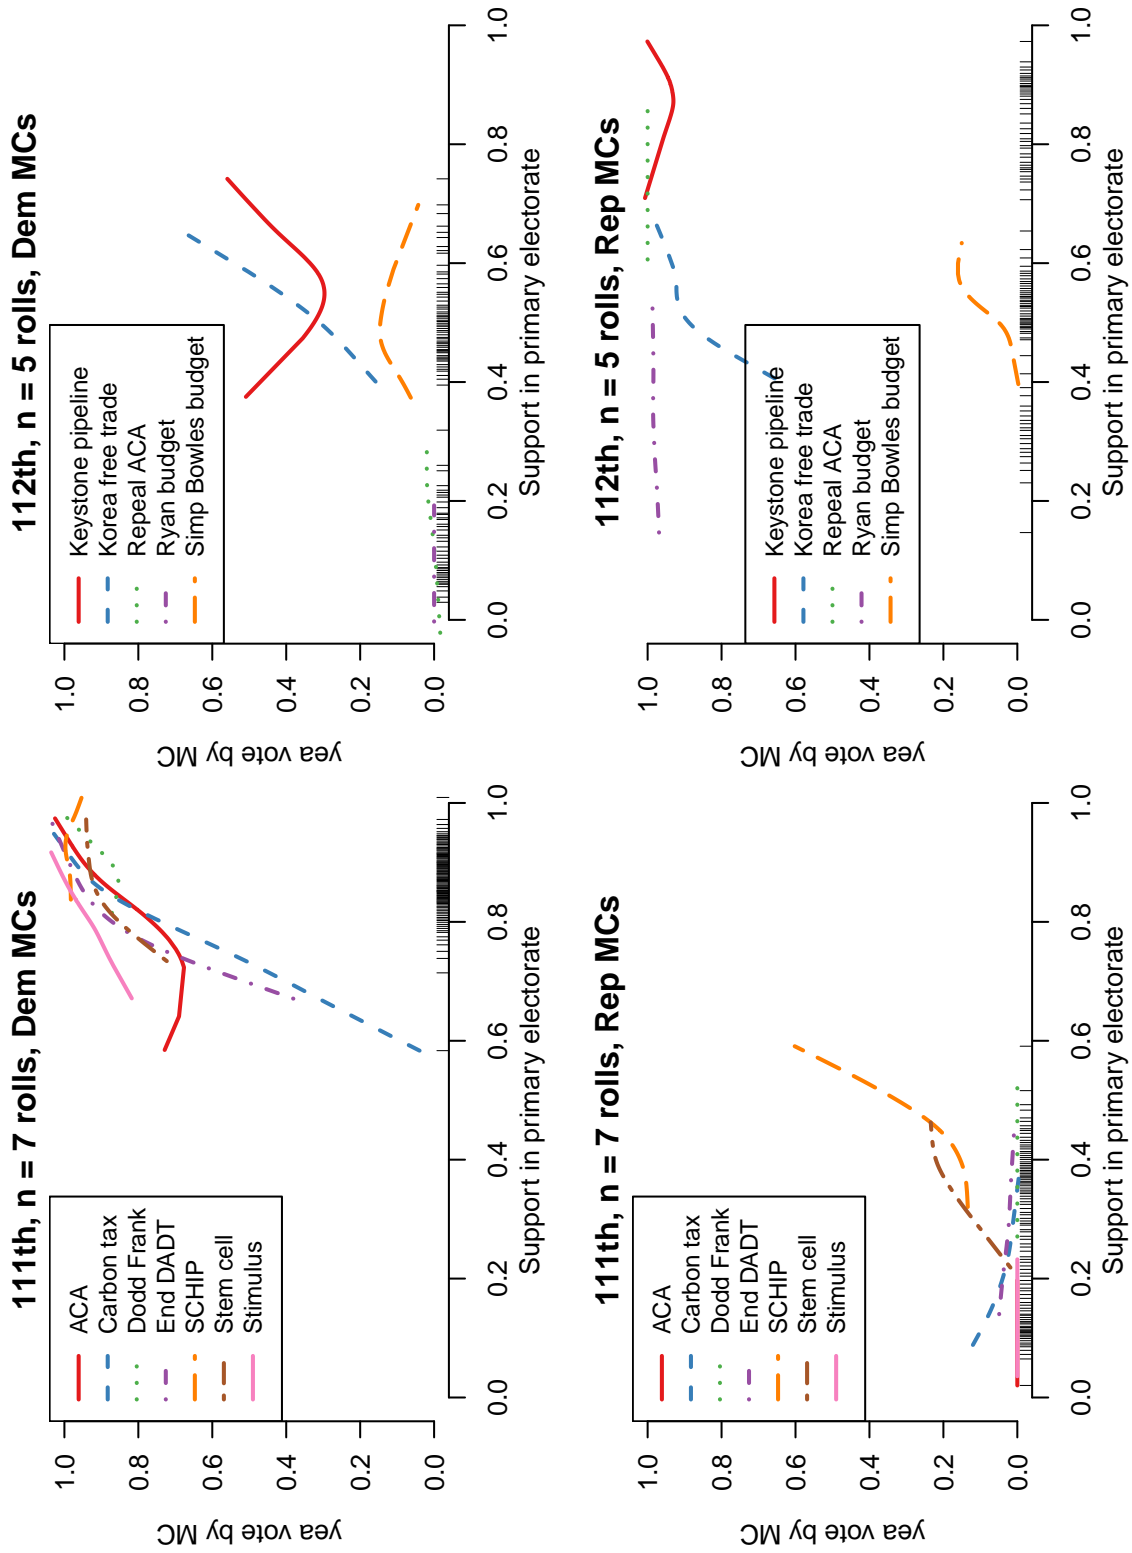 111th, n = 7 rolls, Dem MCs
yea vote by MC
1.0
0.8
0.6
0.4
0.2
0.0
ACA
Carbon tax
Dodd Frank
End DADT
SCHIP
Stem cell
Stimulus
0.0 0.2 0.4 0.6 0.8 1.0
Support in primary electorate
112th, n = 5 rolls, Dem MCs
yea vote by MC
1.0
0.8
0.6
0.4
0.2
0.0
Keystone pipeline
Korea free trade
Repeal ACA
Ryan budget
Simp Bowles budget
0.0 0.2 0.4 0.6 0.8 1.0
Support in primary electorate
111th, n = 7 rolls, Rep MCs
yea vote by MC
1.0
0.8
0.6
0.4
0.2
0.0
ACA
Carbon tax
Dodd Frank
End DADT
SCHIP
Stem cell
Stimulus
0.0 0.2 0.4 0.6 0.8 1.0
Support in primary electorate
112th, n = 5 rolls, Rep MCs
yea vote by MC
1.0
0.8
0.6
0.4
0.2
0.0
Keystone pipeline
Korea free trade
Repeal ACA
Ryan budget
Simp Bowles budget
0.0 0.2 0.4 0.6 0.8 1.0
Support in primary electorate